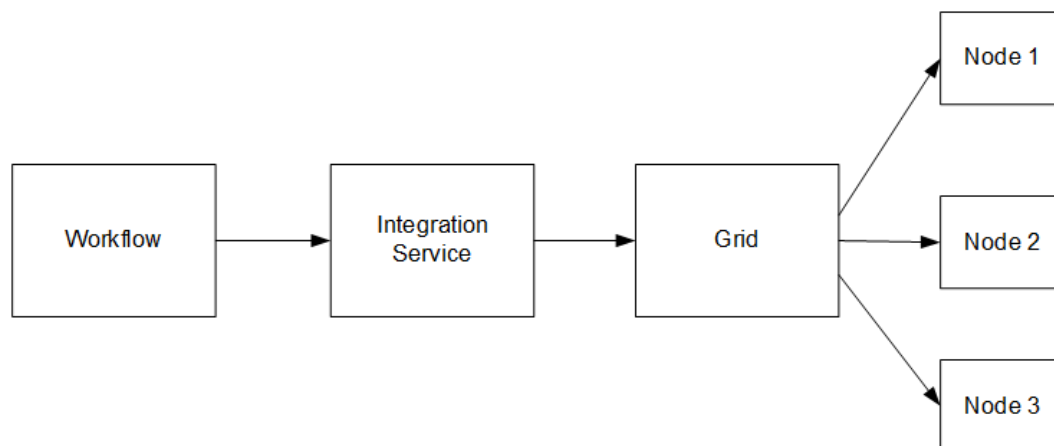 Workflow
Integration
Service
Grid
Node 1
Node 2
Node 3